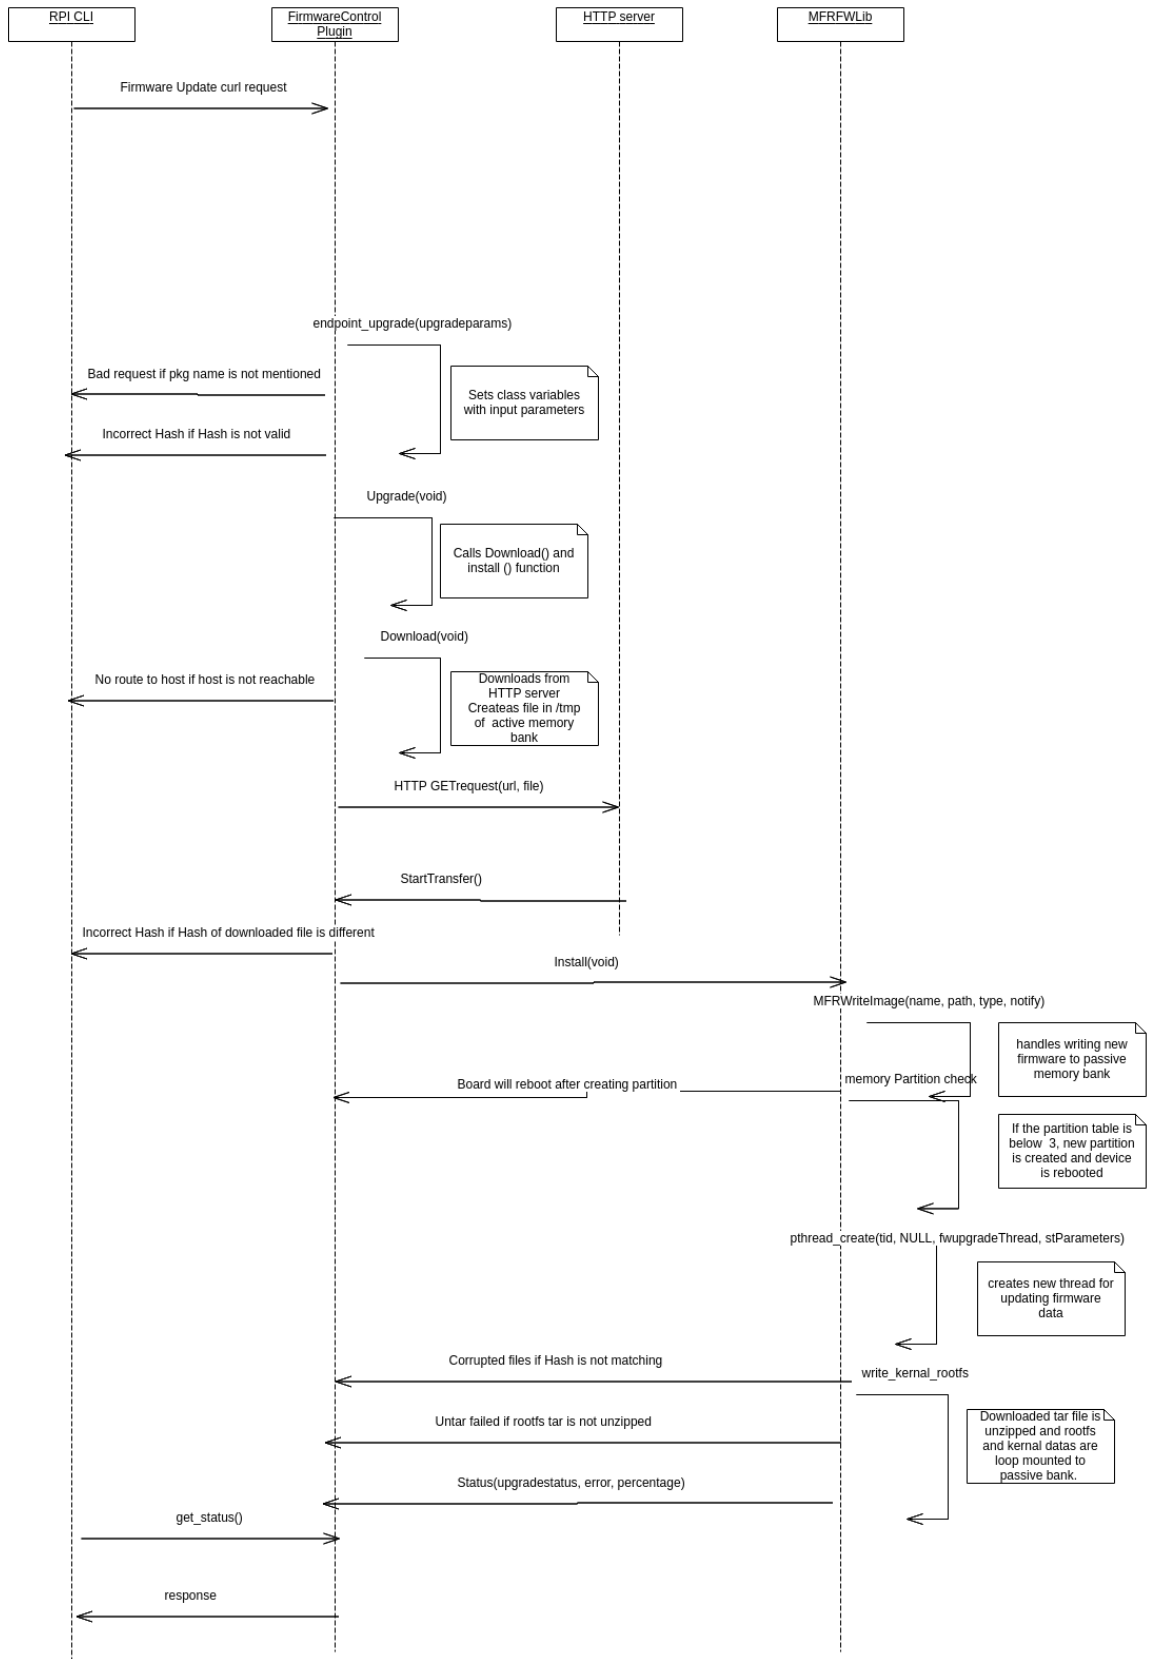 RPI CLI
FirmwareControl
Plugin
HTTP server
MFRFWLib
Firmware Update curl request
endpoint_upgrade(upgradeparams)
Bad request if pkg name is not mentioned
Sets class variables
with input parameters
Incorrect Hash if Hash is not valid
Upgrade(void)
Calls Download() and
install () function
Download(void)
No route to host if host is not reachable
Downloads from
HTTP server
Createas file in /tmp
of  active memory
bank
HTTP GETrequest(url, file)
StartTransfer()
Incorrect Hash if Hash of downloaded file is different
Install(void)
MFRWriteImage(name, path, type, notify)
handles writing new
firmware to passive
memory bank
Board will reboot after creating partition
memory Partition check
If the partition table is
below  3, new partition
is created and device
is rebooted
pthread_create(tid, NULL, fwupgradeThread, stParameters)
creates new thread for
updating firmware
data
Corrupted files if Hash is not matching
write_kernal_rootfs
Downloaded tar file is
unzipped and rootfs
and kernal datas are
loop mounted to
passive bank.
Untar failed if rootfs tar is not unzipped
Status(upgradestatus, error, percentage)
get_status()
response